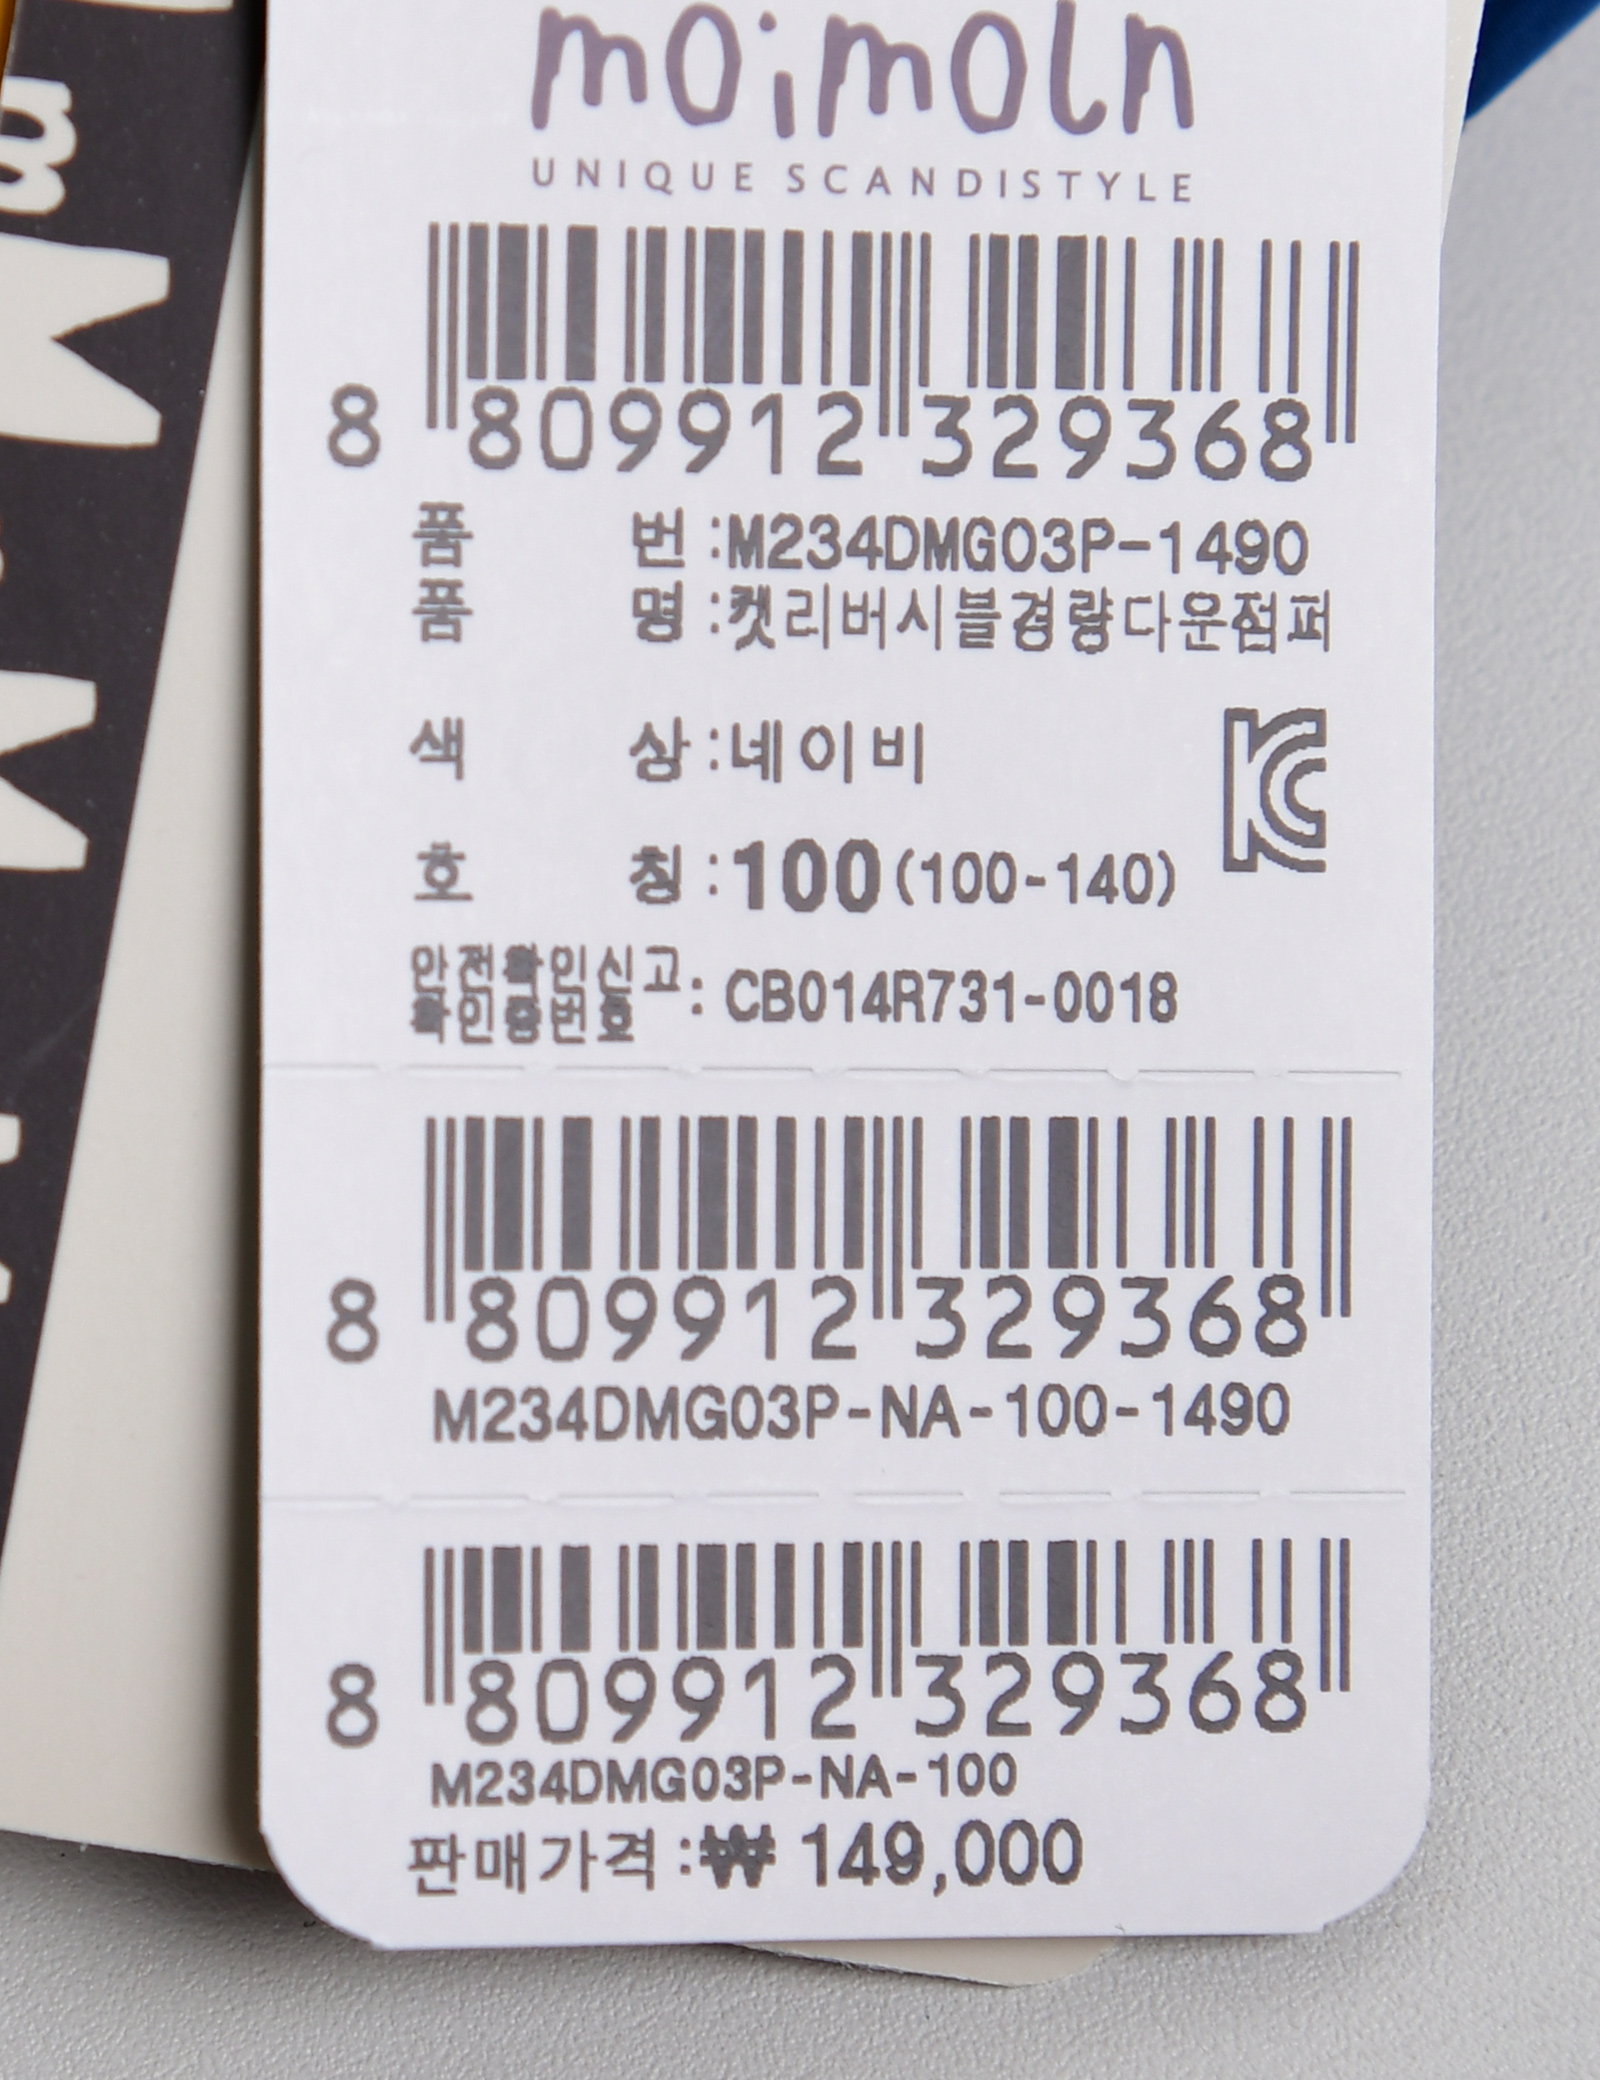 moimoln
UNIQUE SCANDISTYLE
8 809912 329368
품 번 :M234DMG03P-1490
품 명 :캣리버시블경량다운점퍼
색 상 :네이비
호 칭 :100(100-140)
안전확인신고
확인증번호 : CB014R731-0018
8 809912 329368
M234DMG03P-NA-100-1490
8 809912 329368
M234DMG03P-NA-100
판매가격 :₩ 149,000